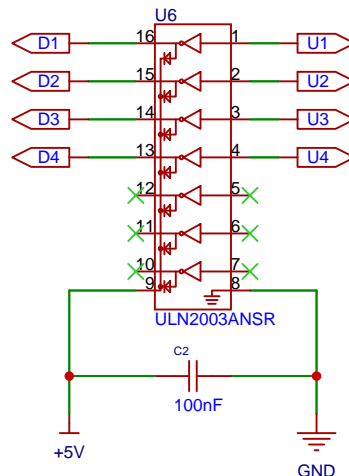 U6
D1 16 1 U1
D2 15 2 U2
D3 14 3 U3
D4 13 4 U4
12 5
11 6
10 7
9 8
ULN2003ANSR
C2
100nF
+5V
GND